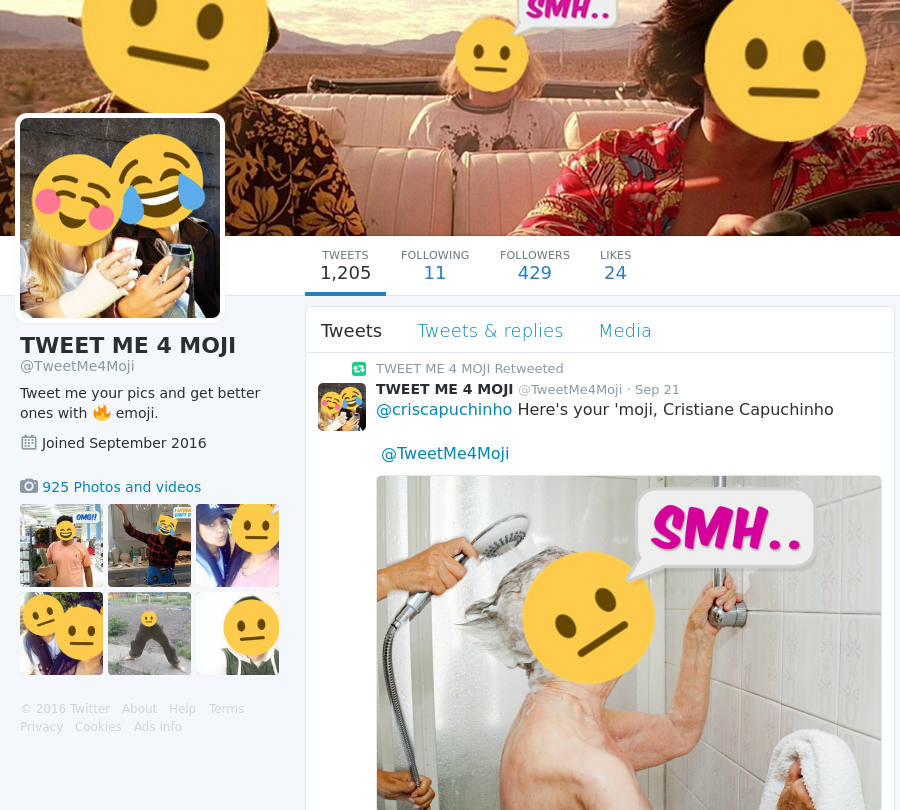 SMH..
TWEETS FOLLOWING FOLLOWERS LIKES
1,205 11 429 24
TWEET ME 4 MOJI
@TweetMe4Moji
Tweet me your pics and get better
ones with 🔥 emoji.
Joined September 2016
925 Photos and videos
OMG!!
© 2016 Twitter About Help Terms
Privacy Cookies Ads info
Tweets Tweets & replies Media
TWEET ME 4 MOJI Retweeted
TWEET ME 4 MOJI @TweetMe4Moji · Sep 21
@criscapuchinho Here's your 'moji, Cristiane Capuchinho
@TweetMe4Moji
SMH..